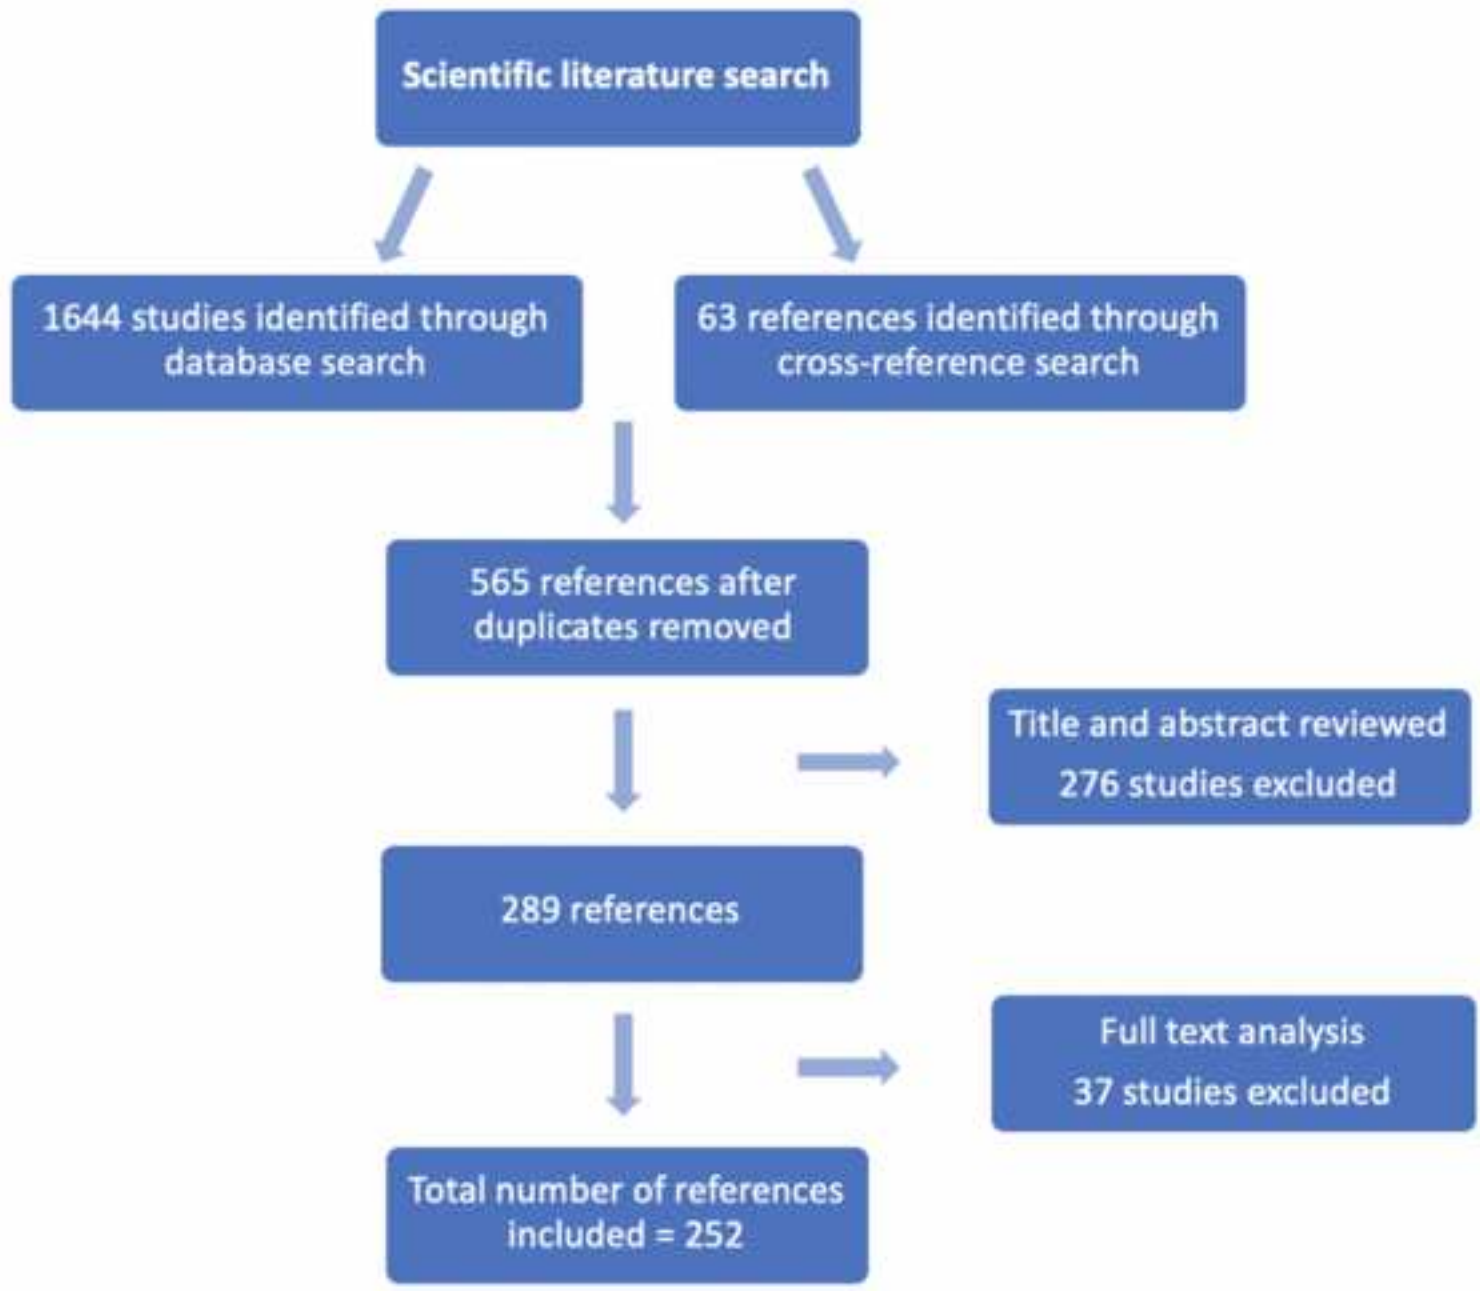 Scientific literature search
1644 studies identified through
database search
63 references identified through
cross-reference search
565 references after
duplicates removed
Title and abstract reviewed
276 studies excluded
289 references
Full text analysis
37 studies excluded
Total number of references
included = 252